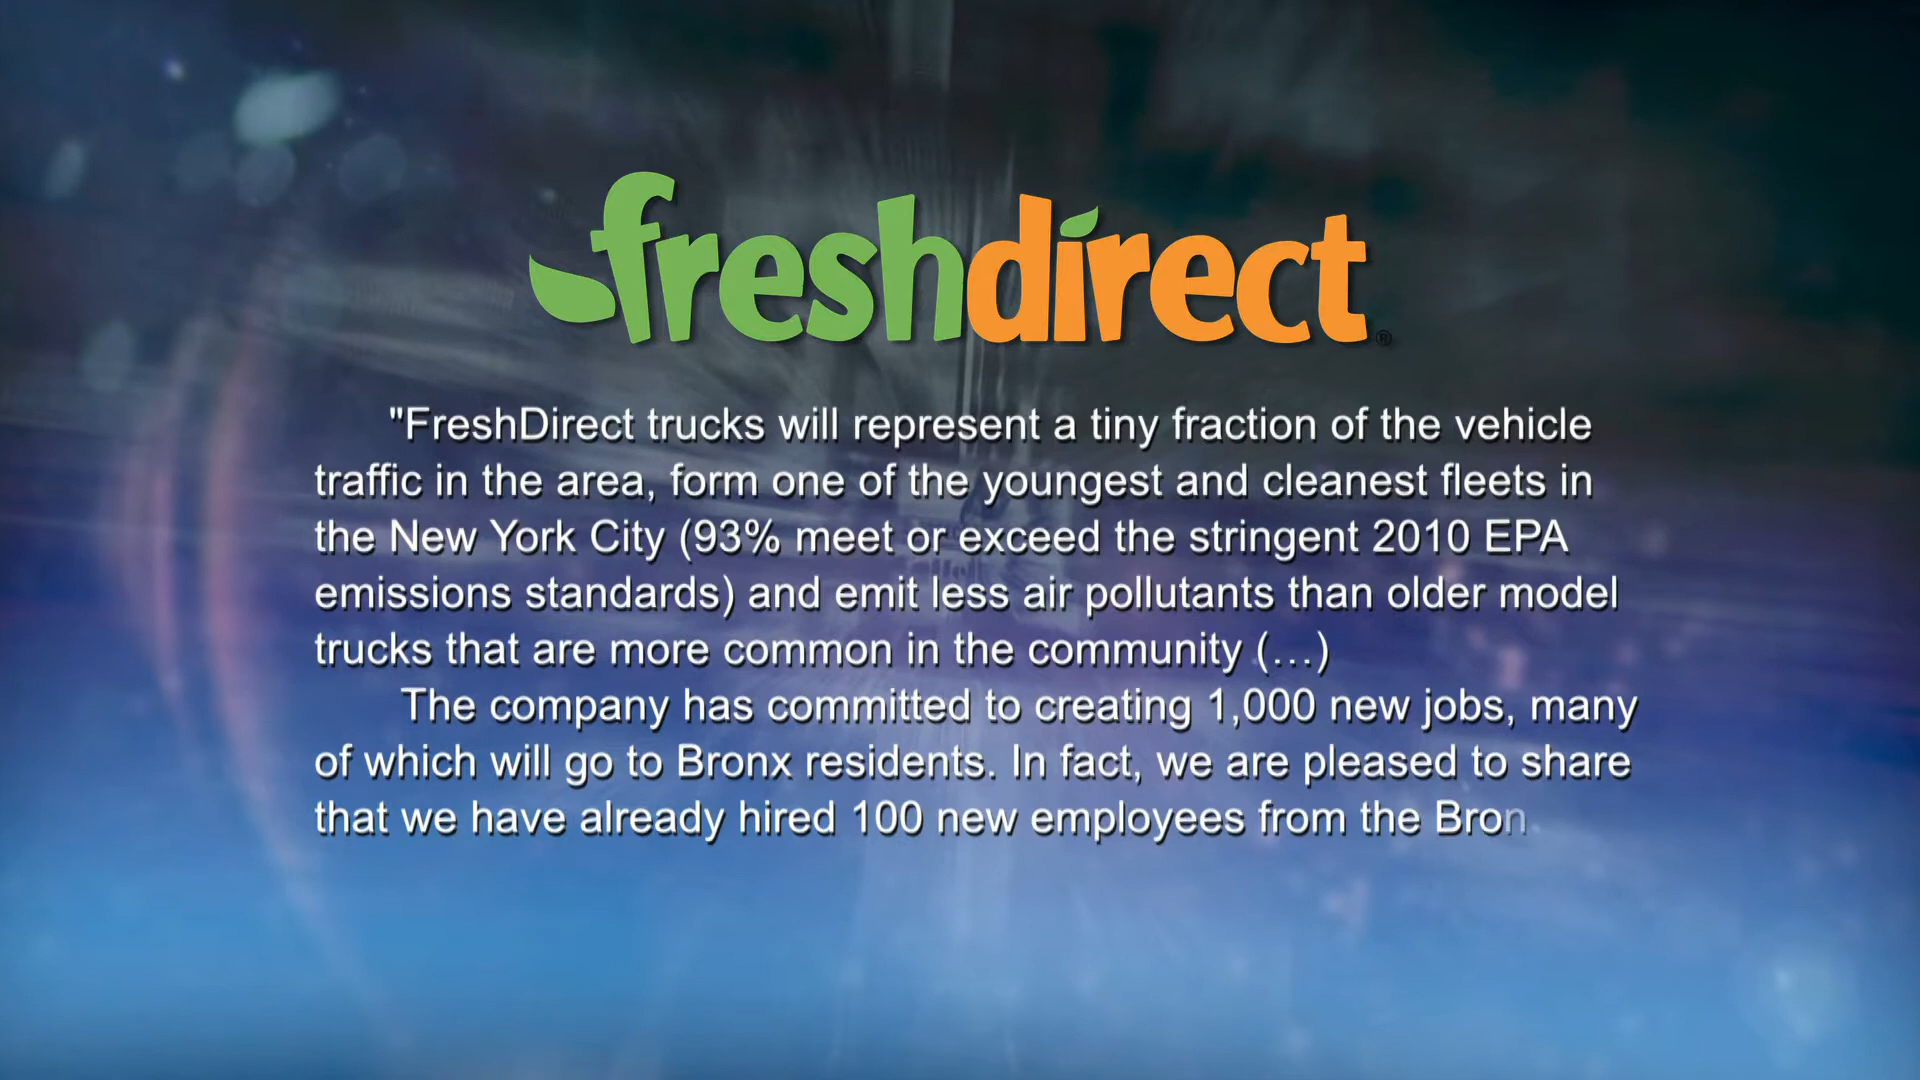 freshdirect®
"FreshDirect trucks will represent a tiny fraction of the vehicle
traffic in the area, form one of the youngest and cleanest fleets in
the New York City (93% meet or exceed the stringent 2010 EPA
emissions standards) and emit less air pollutants than older model
trucks that are more common in the community (…)
The company has committed to creating 1,000 new jobs, many
of which will go to Bronx residents. In fact, we are pleased to share
that we have already hired 100 new employees from the Bron